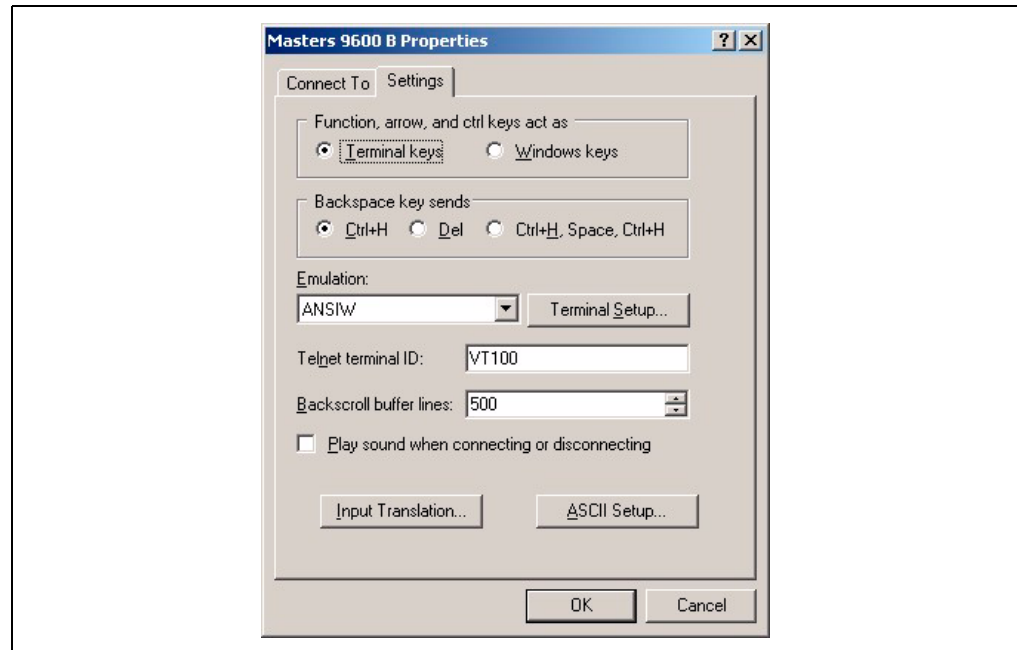 Masters 9600 B Properties
Connect To Settings
Function, arrow, and ctrl keys act as
Terminal keys Windows keys
Backspace key sends
Ctrl+H Del Ctrl+H, Space, Ctrl+H
Emulation:
ANSIW Terminal Setup...
Telnet terminal ID: VT100
Backscroll buffer lines: 500
Play sound when connecting or disconnecting
Input Translation... ASCII Setup...
OK Cancel